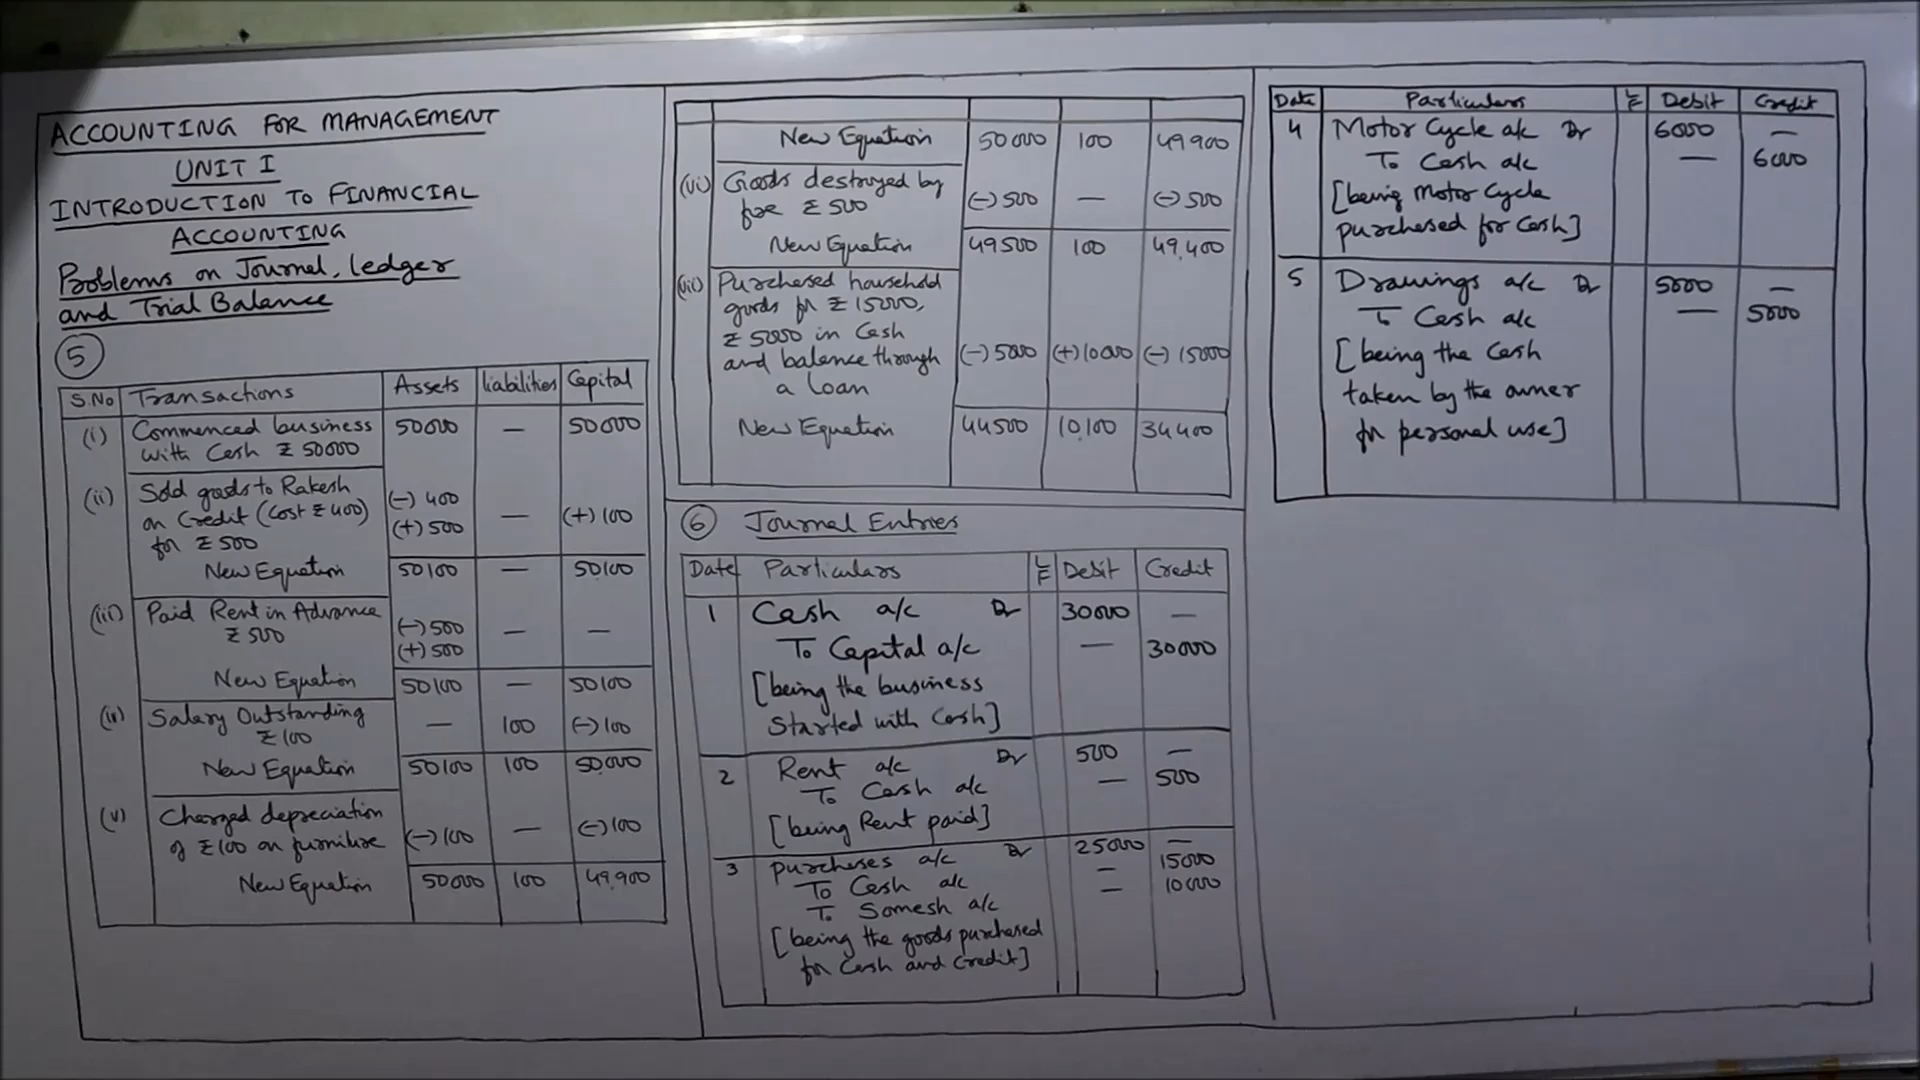 ACCOUNTING FOR MANAGEMENT
UNIT I
INTRODUCTION TO FINANCIAL
ACCOUNTING
Problems on Journal, ledger
and Trial Balance
5
S.No Transactions Assets liabilities Capital
(i) Commenced business 50000 — 50000
with Cash ₹ 50000
(ii) Sold goods to Rakesh (-) 400
on Credit (Cost ₹ 400) (+) 500 — (+) 100
for ₹ 500
New Equation 50100 — 50,100
(iii) Paid Rent in Advance (-) 500 — —
₹ 500 (+) 500
New Equation 50100 — 50100
(iv) Salary Outstanding — 100 (-) 100
₹ 100
New Equation 50100 100 50,000
(v) Charged depreciation (-) 100 — (-) 100
of ₹ 100 on furniture
New Equation 50000 100 49,900
New Equation 50000 100 49900
(vi) Goods destroyed by (-) 500 — (-) 500
for ₹ 500
New Equation 49500 100 49,400
(vii) Purchased household
goods for ₹ 15000,
₹ 5000 in Cash
and balance through (-) 5000 (+) 10000 (-) 15000
a loan
New Equation 44500 10,100 34400
6 Journal Entries
Date Particulars LF Debit Credit
1 Cash a/c Dr 30000 —
To Capital a/c — 30000
[being the business
Started with Cash]
2 Rent a/c Dr 500 —
To Cash a/c — 500
[being Rent paid]
3 purchases a/c Dr 25000 —
To Cash a/c — 15000
To Somesh a/c — 10000
[being the goods purchased
for Cash and Credit]
Date Particulars LF Debit Credit
4 Motor Cycle a/c Dr 6000 —
To Cash a/c — 6000
[being Motor Cycle
purchased for Cash]
5 Drawings a/c Dr 5000 —
To Cash a/c — 5000
[being the Cash
taken by the owner
for personal use]